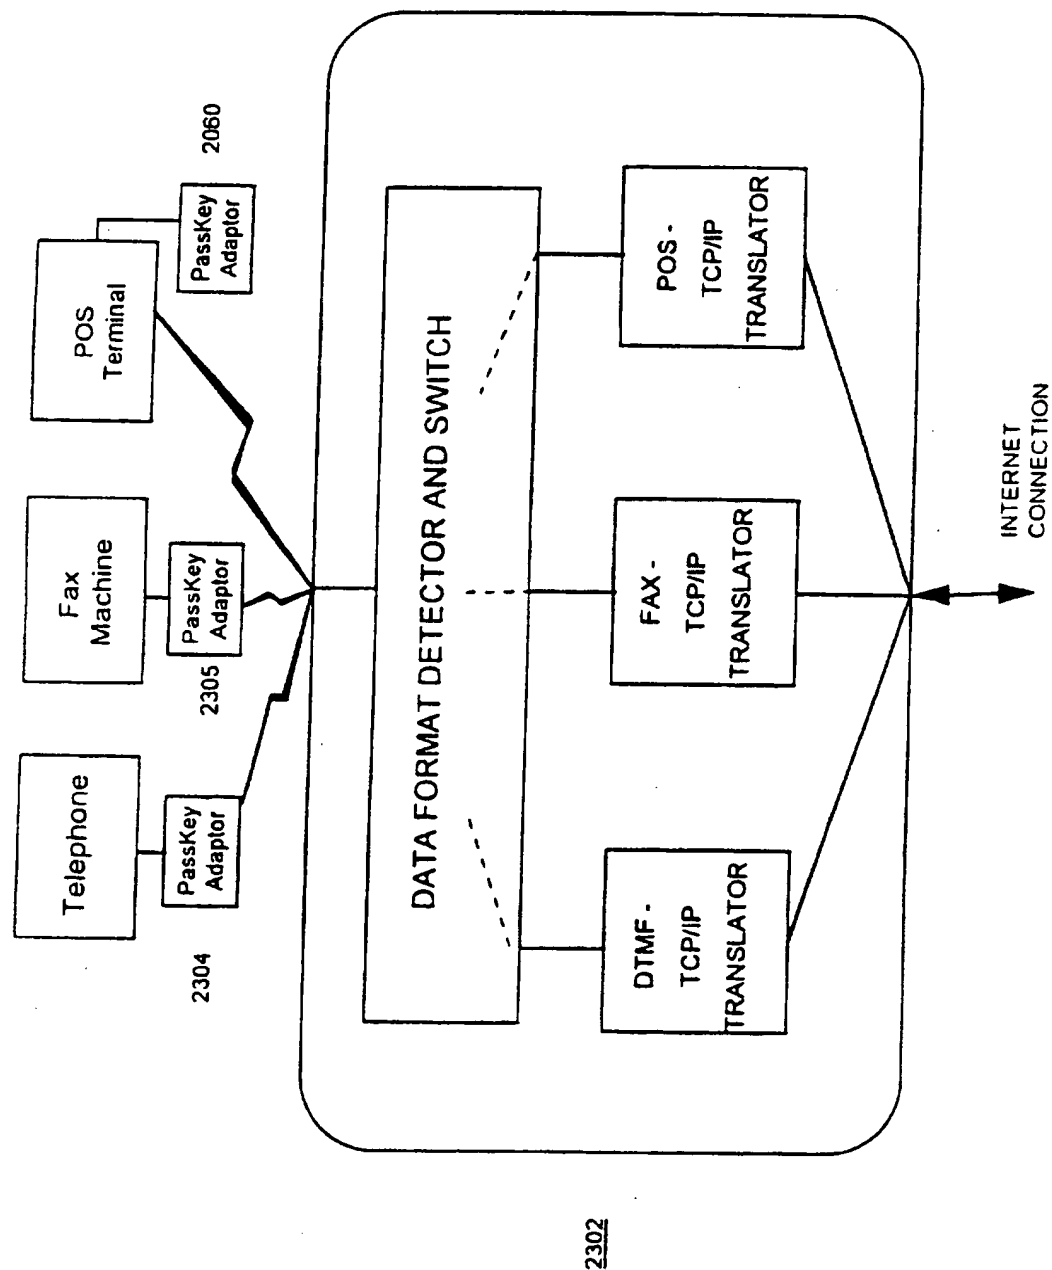 Telephone
Fax
Machine
POS
Terminal
PassKey
Adaptor
2304
PassKey
Adaptor
2305
PassKey
Adaptor
2060
DATA FORMAT DETECTOR AND SWITCH
DTMF -
TCP/IP
TRANSLATOR
FAX -
TCP/IP
TRANSLATOR
POS -
TCP/IP
TRANSLATOR
INTERNET
CONNECTION
2302